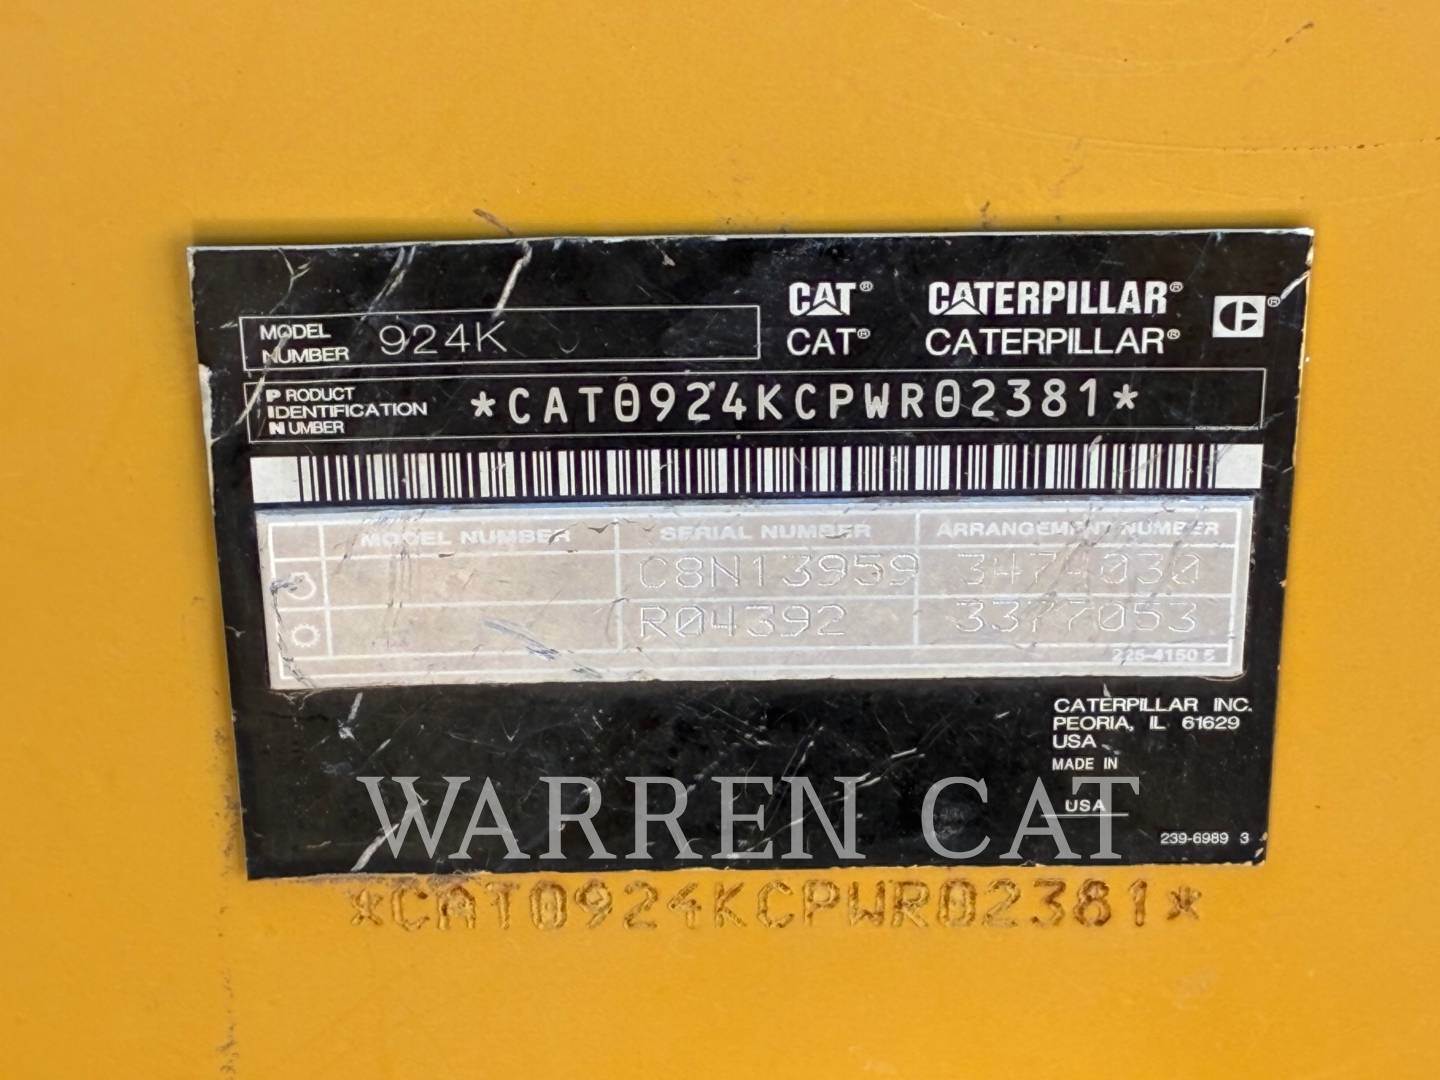 CAT® CATERPILLAR®
CAT® CATERPILLAR®
MODEL NUMBER 924K
PRODUCT IDENTIFICATION NUMBER *CAT0924KCPWR02381*
MODEL NUMBER SERIAL NUMBER ARRANGEMENT NUMBER
C8N13959 3474030
R04392 3377053
225-4150 5
CATERPILLAR INC.
PEORIA, IL 61629
USA
MADE IN
USA
239-6989 3
WARREN CAT
*CAT0924KCPWR02381*